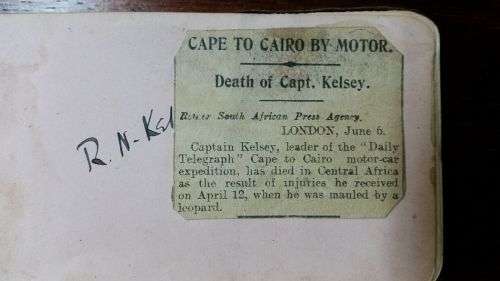 R. N. Kel
CAPE TO CAIRO BY MOTOR.
Death of Capt. Kelsey.
Reuter South African Press Agency.
LONDON, June 6.
Captain Kelsey, leader of the "Daily
Telegraph" Cape to Cairo motor-car
expedition, has died in Central Africa
as the result of injuries he received
on April 12, when he was mauled by a
leopard.